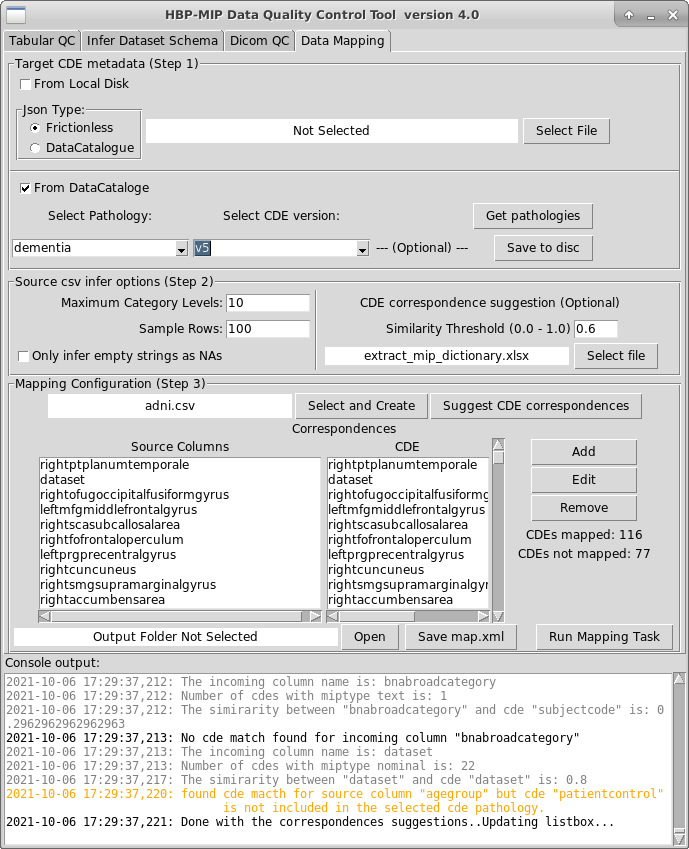 HBP-MIP Data Quality Control Tool version 4.0
Tabular QC Infer Dataset Schema Dicom QC Data Mapping
Target CDE metadata (Step 1)
From Local Disk
Json Type:
Frictionless
DataCatalogue
Not Selected
Select File
From DataCataloge
Select Pathology: Select CDE version:
Get pathologies
dementia v5 --- (Optional) ---
Save to disc
Source csv infer options (Step 2)
Maximum Category Levels: 10
Sample Rows: 100
Only infer empty strings as NAs
CDE correspondence suggestion (Optional)
Similarity Threshold (0.0 - 1.0) 0.6
extract_mip_dictionary.xlsx Select file
Mapping Configuration (Step 3)
adni.csv Select and Create Suggest CDE correspondences
Correspondences
Source Columns CDE
rightptplanumtemporale rightptplanumtemporale
dataset dataset
rightofugoccipitalfusiformgyrus rightofugoccipitalfusiformg
leftmfgmiddlefrontalgyrus leftmfgmiddlefrontalgyrus
rightscasubcallosalarea rightscasubcallosalarea
rightfofrontaloperculum rightfofrontaloperculum
leftprgprecentralgyrus leftprgprecentralgyrus
rightcuncuneus rightcuncuneus
rightsmgsupramarginalgyrus rightsmgsupramarginalgyr
rightaccumbensarea rightaccumbensarea
Add
Edit
Remove
CDEs mapped: 116
CDEs not mapped: 77
Output Folder Not Selected Open Save map.xml Run Mapping Task
Console output:
2021-10-06 17:29:37,212: The incoming column name is: bnabroadcategory
2021-10-06 17:29:37,212: Number of cdes with miptype text is: 1
2021-10-06 17:29:37,212: The simirarity between "bnabroadcategory" and cde "subjectcode" is: 0
.2962962962962963
2021-10-06 17:29:37,213: No cde match found for incoming column "bnabroadcategory"
2021-10-06 17:29:37,213: The incoming column name is: dataset
2021-10-06 17:29:37,213: Number of cdes with miptype nominal is: 22
2021-10-06 17:29:37,217: The simirarity between "dataset" and cde "dataset" is: 0.8
2021-10-06 17:29:37,220: found cde macth for source column "agegroup" but cde "patientcontrol"
is not included in the selected cde pathology.
2021-10-06 17:29:37,221: Done with the correspondences suggestions..Updating listbox...